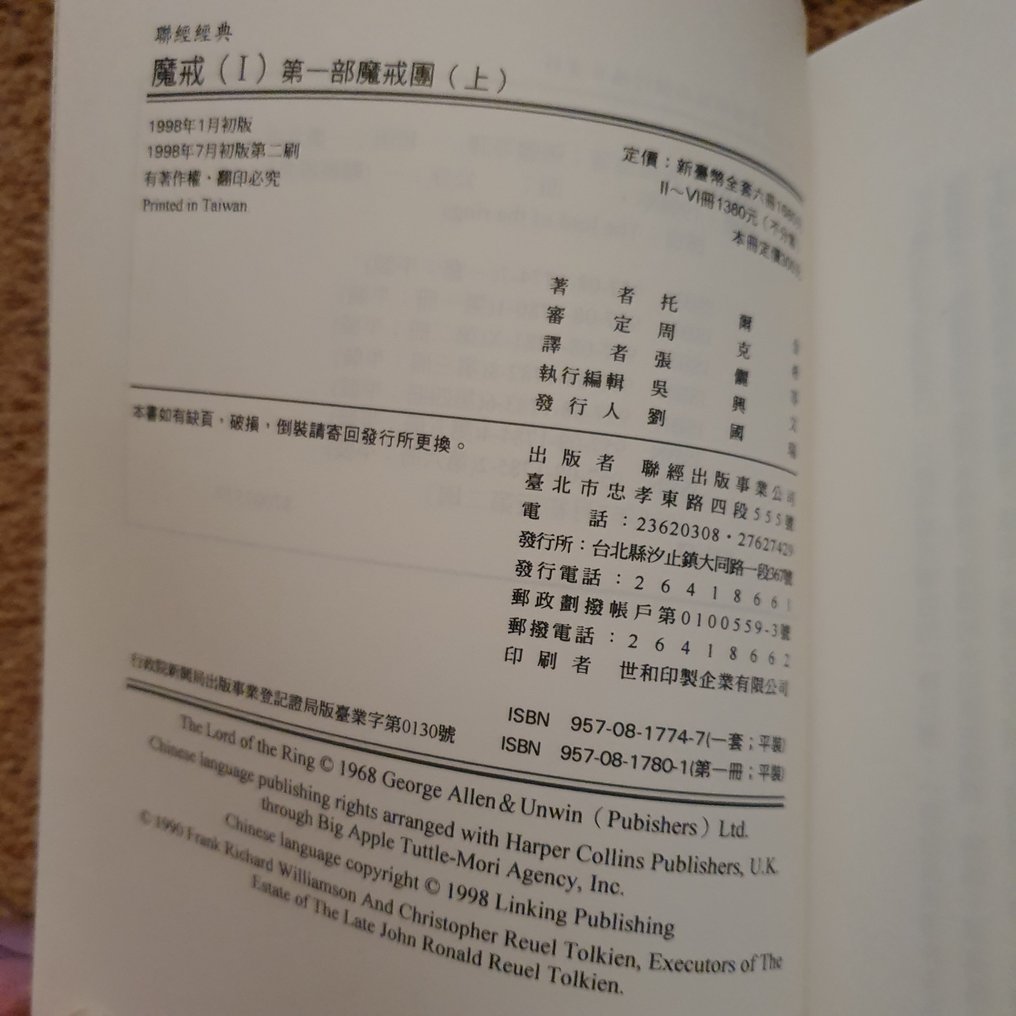 聯經經典
魔戒（I）第一部魔戒團（上）
1998年1月初版
1998年7月初版第二刷
有著作權・翻印必究
Printed in Taiwan
定價：新臺幣全套六冊
II～VI冊1380元（不分售）
本冊定價
著者 托爾
審定 周克
譯者 張儷
執行編輯 吳興文
發行人 劉國瑞
本書如有缺頁，破損，倒裝請寄回發行所更換。
出版者 聯經出版事業公司
臺北市忠孝東路四段555號
電話：23620308・27627429
發行所：台北縣汐止鎮大同路一段367號
發行電話：26418661
郵政劃撥帳戶第0100559-3號
郵撥電話：26418662
印刷者 世和印製企業有限公司
行政院新聞局出版事業登記證局版臺業字第0130號
ISBN 957-08-1774-7(一套；平裝)
ISBN 957-08-1780-1(第一冊；平裝)
The Lord of the Ring © 1968 George Allen & Unwin（Pubishers）Ltd.
Chinese language publishing rights arranged with Harper Collins Publishers, U.K.
through Big Apple Tuttle-Mori Agency, Inc.
Chinese language copyright © 1998 Linking Publishing
© 1990 Frank Richard Williamson And Christopher Reuel Tolkien, Executors of The
Estate of The Late John Ronald Reuel Tolkien.